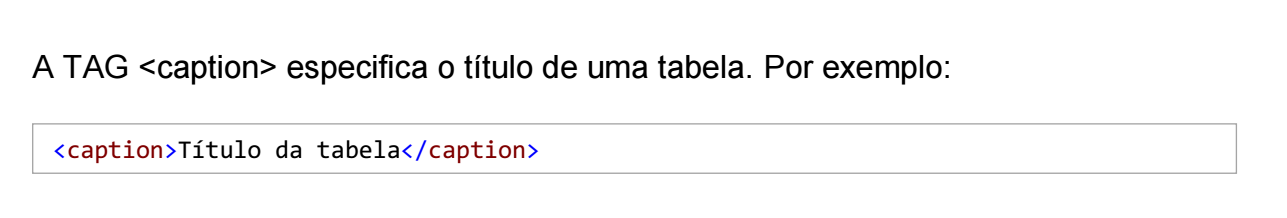 A TAG <caption> especifica o título de uma tabela. Por exemplo:
<caption>Título da tabela</caption>